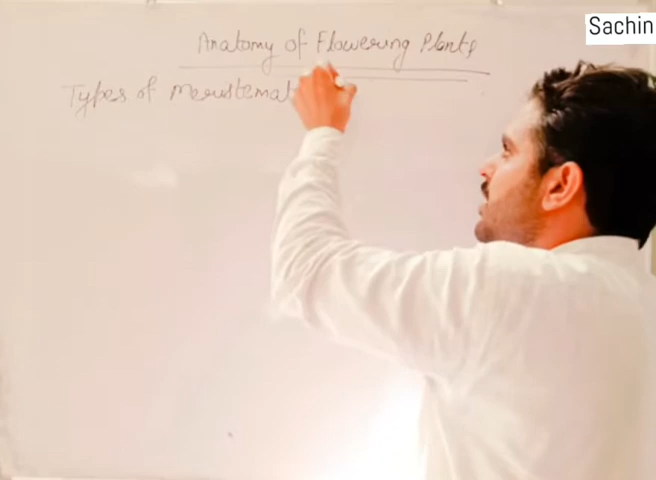 Sachin
Anatomy of Flowering Plants
Types of Meristemat